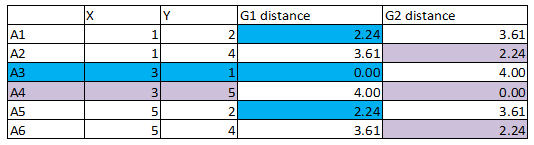 X Y G1 distance G2 distance
A1 1 2 2.24 3.61
A2 1 4 3.61 2.24
A3 3 1 0.00 4.00
A4 3 5 4.00 0.00
A5 5 2 2.24 3.61
A6 5 4 3.61 2.24